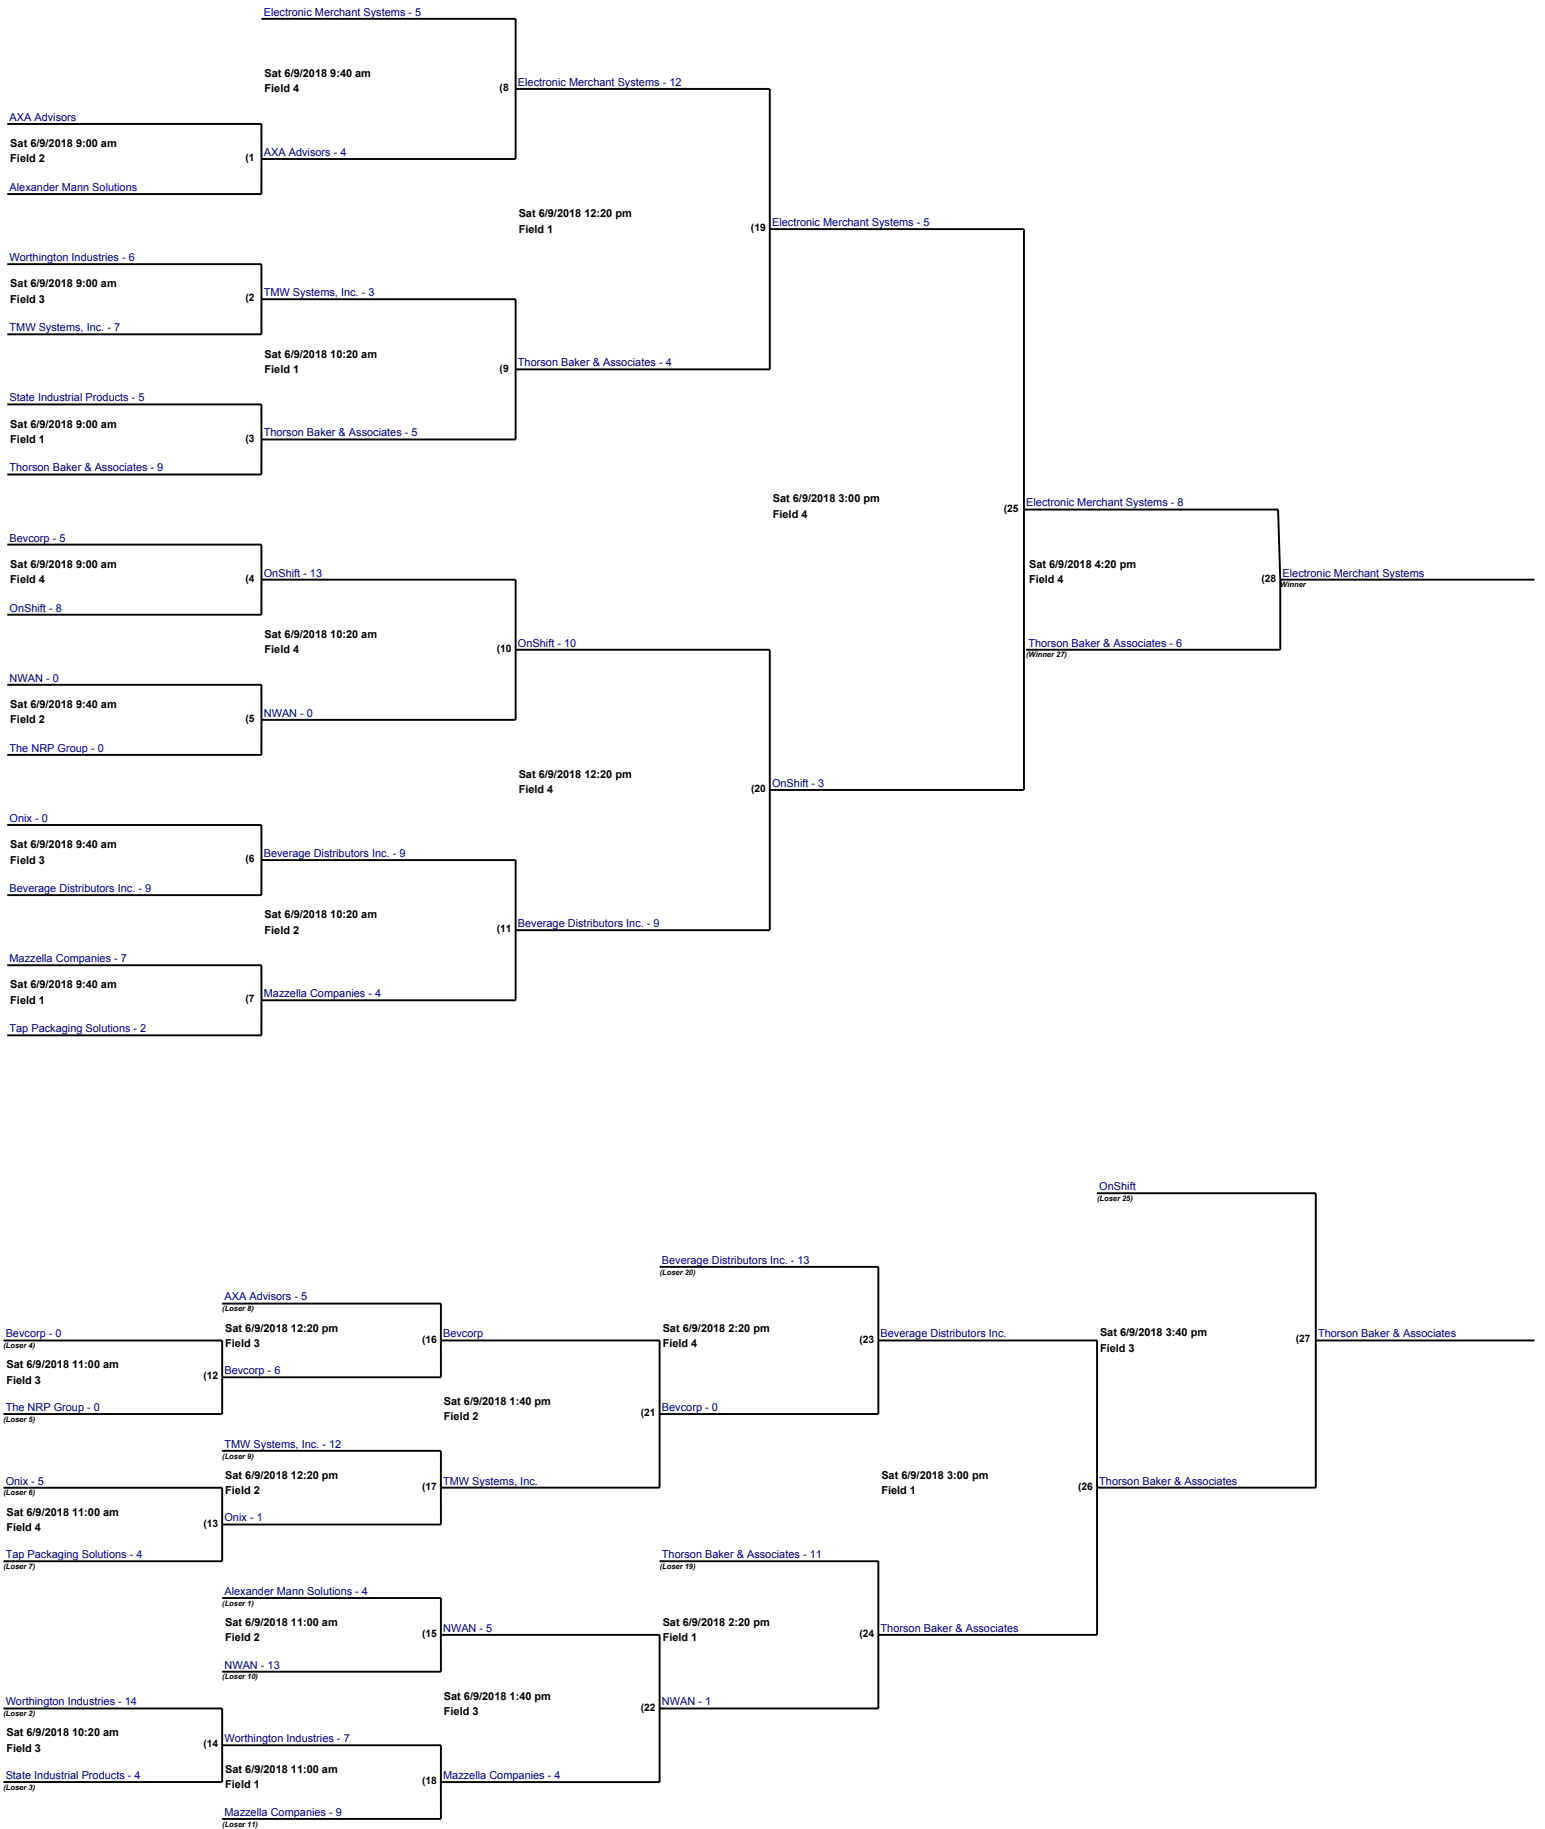 Electronic Merchant Systems - 5
Sat 6/9/2018 9:40 am
Field 4
(8
Electronic Merchant Systems - 12
AXA Advisors
Sat 6/9/2018 9:00 am
Field 2
(1
AXA Advisors - 4
Alexander Mann Solutions
Sat 6/9/2018 12:20 pm
Field 1
(19
Electronic Merchant Systems - 5
Worthington Industries - 6
Sat 6/9/2018 9:00 am
Field 3
(2
TMW Systems, Inc. - 3
TMW Systems, Inc. - 7
Sat 6/9/2018 10:20 am
Field 1
(9
Thorson Baker & Associates - 4
State Industrial Products - 5
Sat 6/9/2018 9:00 am
Field 1
(3
Thorson Baker & Associates - 5
Thorson Baker & Associates - 9
Sat 6/9/2018 3:00 pm
Field 4
(25
Electronic Merchant Systems - 8
Bevcorp - 5
Sat 6/9/2018 9:00 am
Field 4
(4
OnShift - 13
OnShift - 8
Sat 6/9/2018 4:20 pm
Field 4
(28
Electronic Merchant Systems
Winner
Sat 6/9/2018 10:20 am
Field 4
(10
OnShift - 10
Thorson Baker & Associates - 6
(Winner 27)
NWAN - 0
Sat 6/9/2018 9:40 am
Field 2
(5
NWAN - 0
The NRP Group - 0
Sat 6/9/2018 12:20 pm
Field 4
(20
OnShift - 3
Onix - 0
Sat 6/9/2018 9:40 am
Field 3
(6
Beverage Distributors Inc. - 9
Beverage Distributors Inc. - 9
Sat 6/9/2018 10:20 am
Field 2
(11
Beverage Distributors Inc. - 9
Mazzella Companies - 7
Sat 6/9/2018 9:40 am
Field 1
(7
Mazzella Companies - 4
Tap Packaging Solutions - 2
OnShift
(Loser 25)
Beverage Distributors Inc. - 13
(Loser 20)
AXA Advisors - 5
(Loser 8)
Bevcorp - 0
(Loser 4)
Sat 6/9/2018 12:20 pm
Field 3
(16
Bevcorp
Sat 6/9/2018 2:20 pm
Field 4
(23
Beverage Distributors Inc.
Sat 6/9/2018 3:40 pm
Field 3
(27
Thorson Baker & Associates
Sat 6/9/2018 11:00 am
Field 3
(12
Bevcorp - 6
The NRP Group - 0
(Loser 5)
Sat 6/9/2018 1:40 pm
Field 2
(21
Bevcorp - 0
TMW Systems, Inc. - 12
(Loser 9)
Onix - 5
(Loser 6)
Sat 6/9/2018 12:20 pm
Field 2
(17
TMW Systems, Inc.
Sat 6/9/2018 3:00 pm
Field 1
(26
Thorson Baker & Associates
Sat 6/9/2018 11:00 am
Field 4
(13
Onix - 1
Tap Packaging Solutions - 4
(Loser 7)
Thorson Baker & Associates - 11
(Loser 19)
Alexander Mann Solutions - 4
(Loser 1)
Sat 6/9/2018 11:00 am
Field 2
(15
NWAN - 5
Sat 6/9/2018 2:20 pm
Field 1
(24
Thorson Baker & Associates
NWAN - 13
(Loser 10)
Worthington Industries - 14
(Loser 2)
Sat 6/9/2018 1:40 pm
Field 3
(22
NWAN - 1
Sat 6/9/2018 10:20 am
Field 3
(14
Worthington Industries - 7
State Industrial Products - 4
(Loser 3)
Sat 6/9/2018 11:00 am
Field 1
(18
Mazzella Companies - 4
Mazzella Companies - 9
(Loser 11)